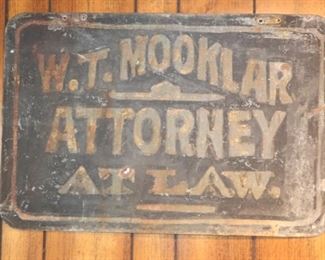 W. T. MOOKLAR
ATTORNEY
AT LAW.